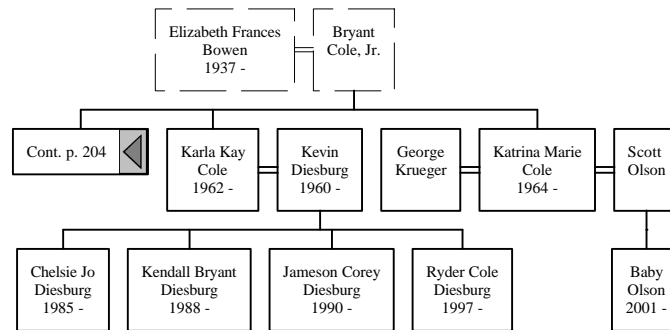 Elizabeth Frances
Bowen
1937 -
Bryant
Cole, Jr.
Cont. p. 204
Karla Kay
Cole
1962 -
Kevin
Diesburg
1960 -
George
Krueger
Katrina Marie
Cole
1964 -
Scott
Olson
Chelsie Jo
Diesburg
1985 -
Kendall Bryant
Diesburg
1988 -
Jameson Corey
Diesburg
1990 -
Ryder Cole
Diesburg
1997 -
Baby
Olson
2001 -